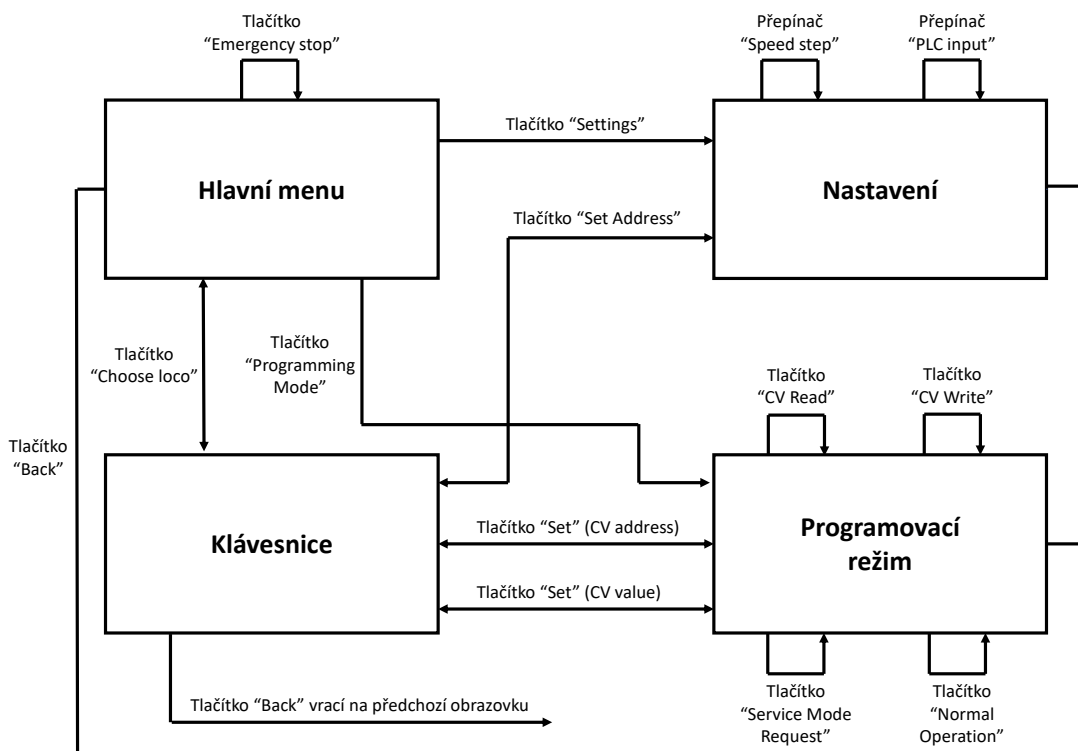 Tlačítko
“Emergency stop”
Přepínač
“Speed step”
Přepínač
“PLC input”
Hlavní menu
Tlačítko “Settings”
Nastavení
Tlačítko “Set Address”
Tlačítko
“Choose loco”
Tlačítko
“Programming
Mode”
Tlačítko
“CV Read”
Tlačítko
“CV Write”
Tlačítko
“Back”
Klávesnice
Tlačítko “Set” (CV address)
Programovací
režim
Tlačítko “Set” (CV value)
Tlačítko “Back” vrací na předchozí obrazovku
Tlačítko
“Service Mode
Request”
Tlačítko
“Normal
Operation”